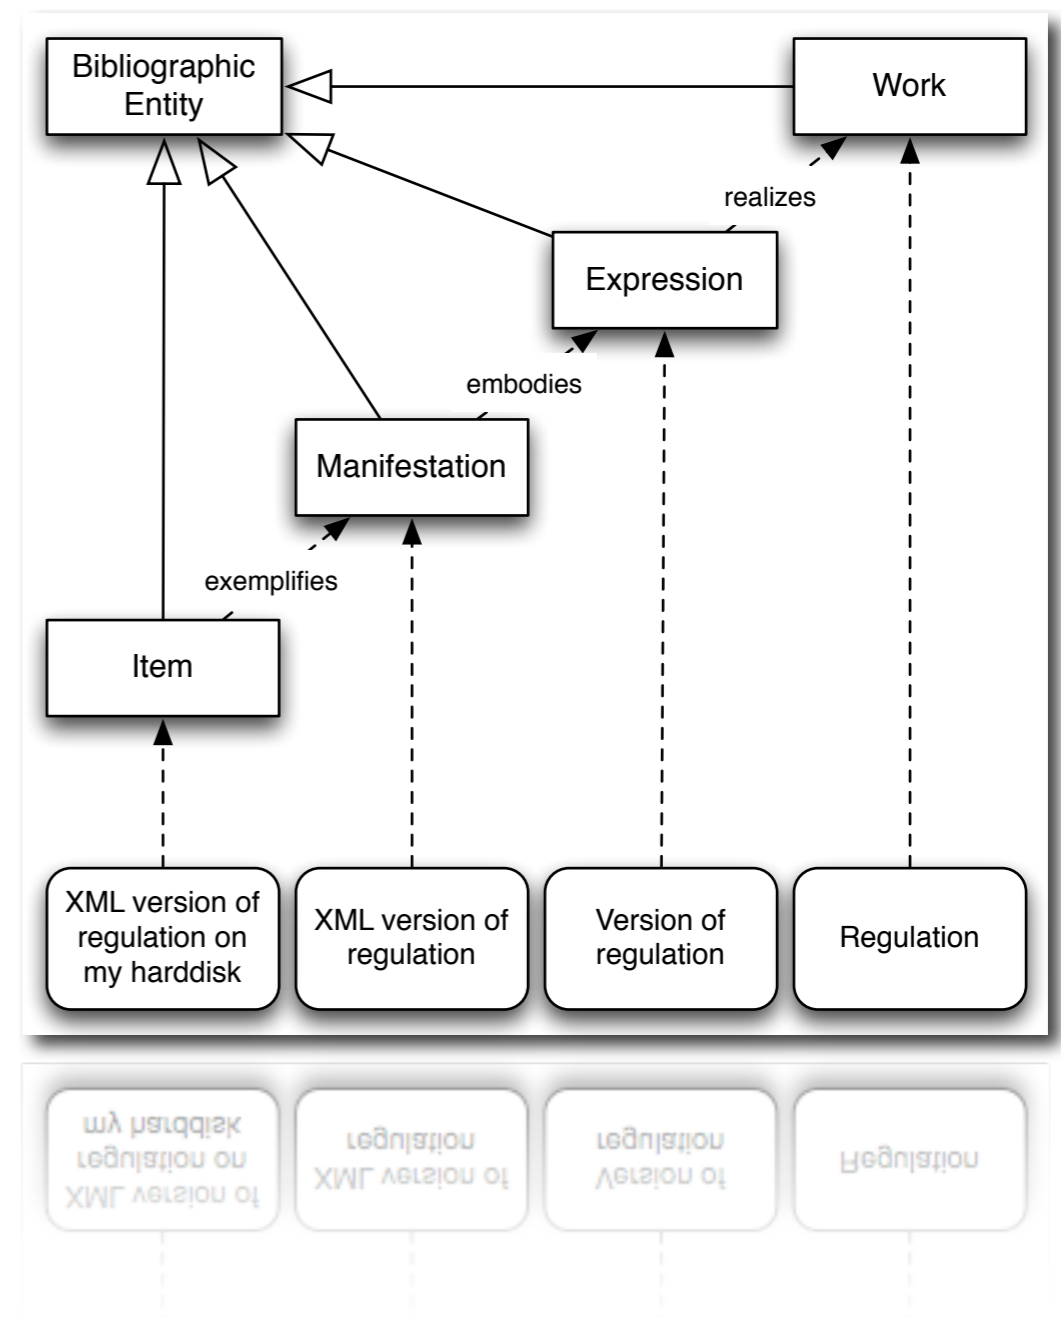 Bibliographic
Entity
Work
realizes
Expression
embodies
Manifestation
exemplifies
Item
XML version of
regulation on
my harddisk
XML version of
regulation
Version of
regulation
Regulation